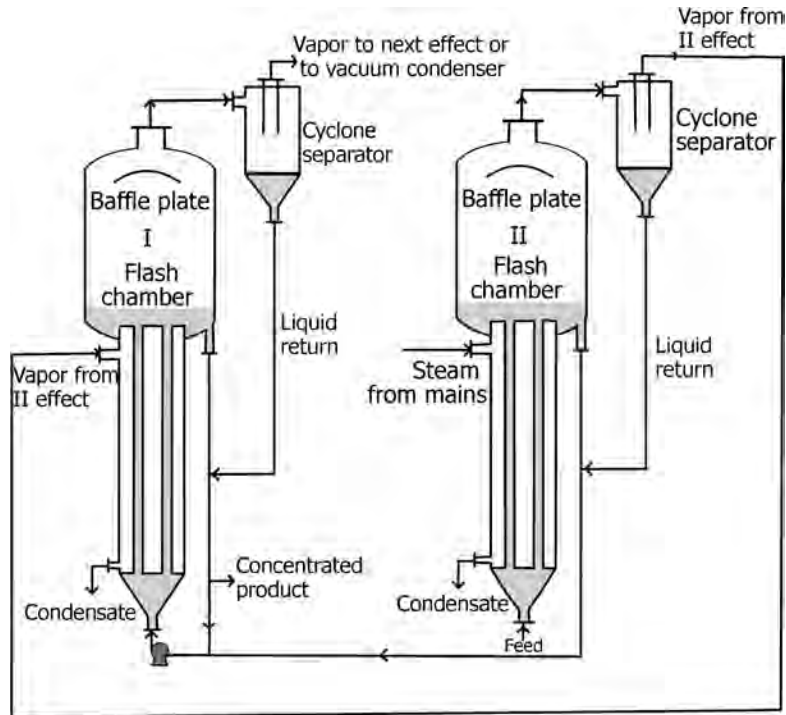 Vapor to next effect or
to vacuum condenser
Cyclone
separator
Baffle plate
I
Flash
chamber
Liquid
return
Vapor from
II effect
Condensate
Concentrated
product
Vapor from
II effect
Cyclone
separator
Baffle plate
II
Flash
chamber
Liquid
return
Steam
from mains
Condensate
Feed